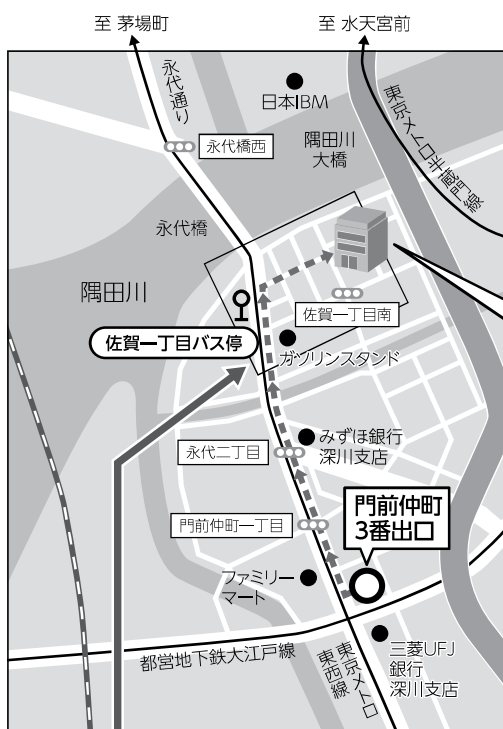 至 茅場町
至 水天宮前
永代通り
日本IBM
東京メトロ半蔵門線
隅田川
大橋
永代橋西
永代橋
隅田川
佐賀一丁目南
佐賀一丁目バス停
ガソリンスタンド
みずほ銀行
深川支店
永代二丁目
門前仲町
3番出口
門前仲町一丁目
ファミリー
マート
都営地下鉄大江戸線
東京メトロ
東西線
三菱UFJ
銀行
深川支店